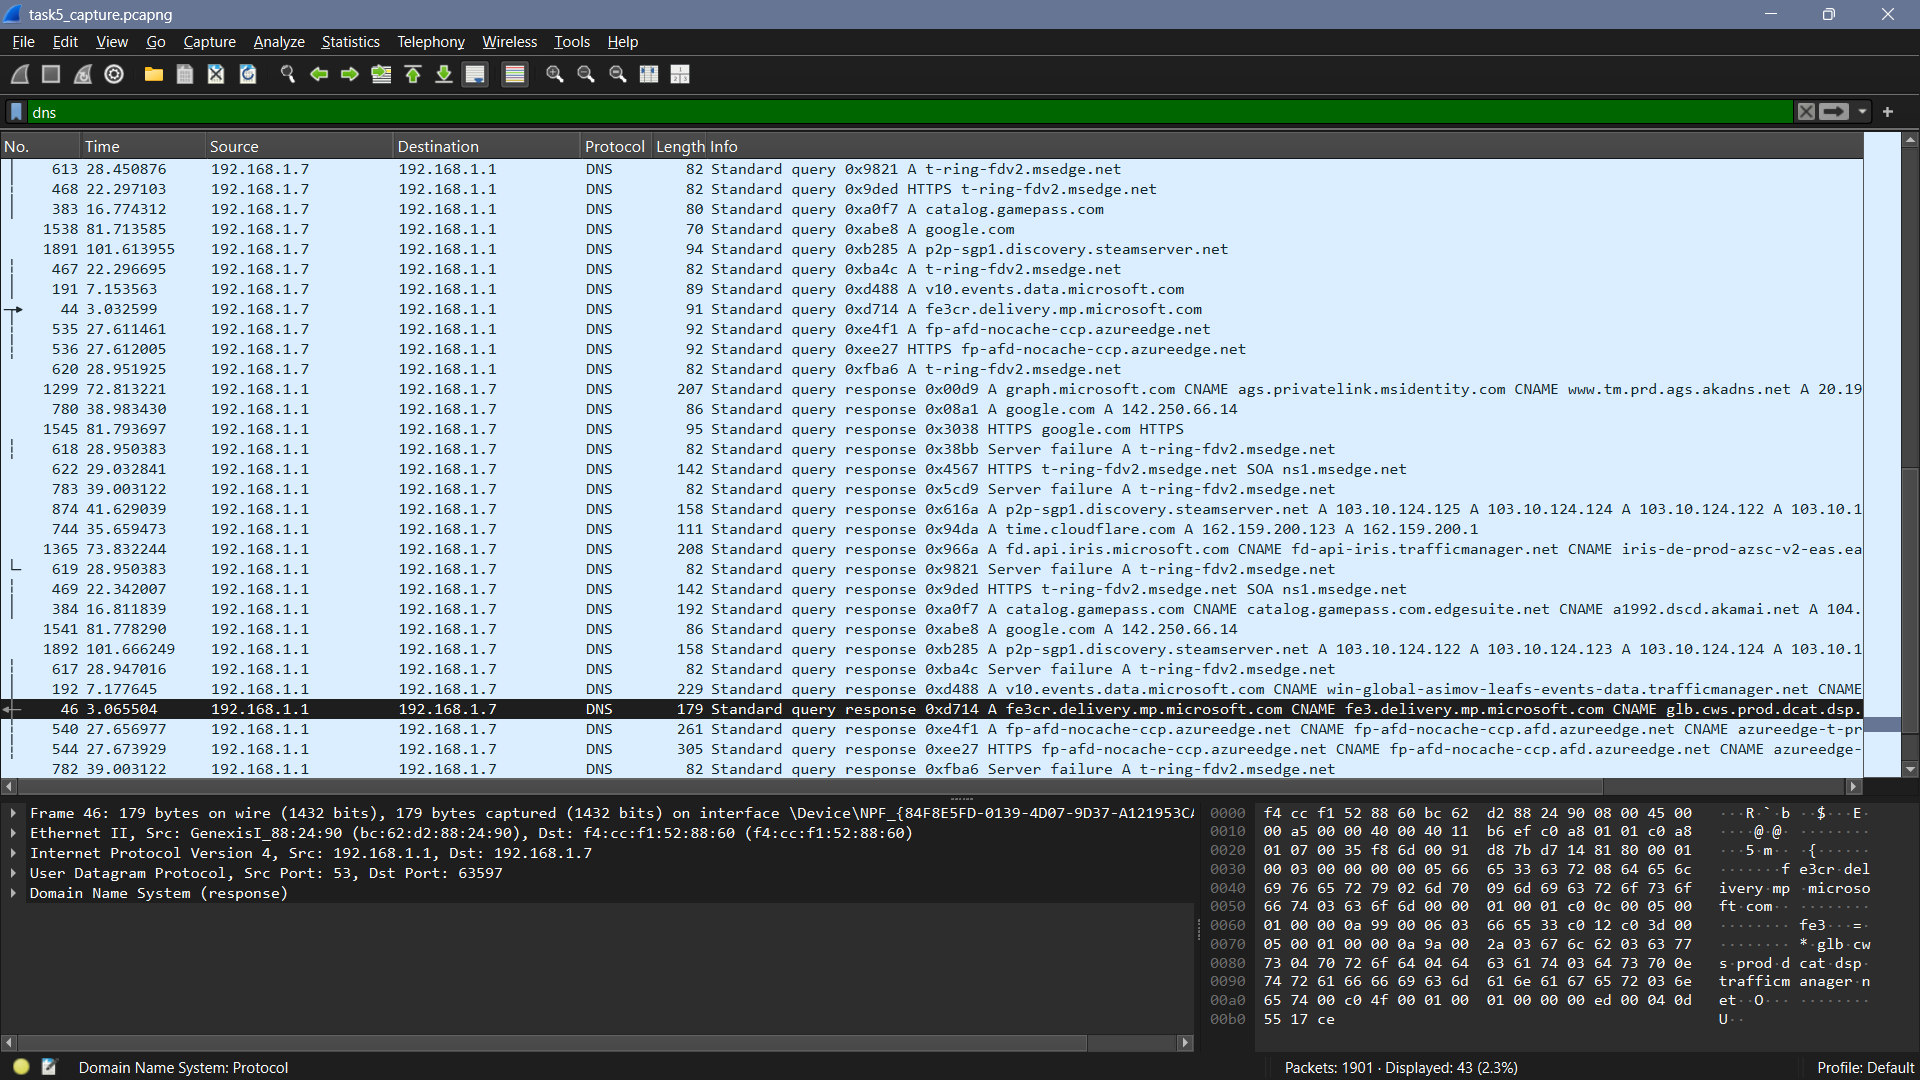 task5_capture.pcapng
File Edit View Go Capture Analyze Statistics Telephony Wireless Tools Help
dns
No. Time Source Destination Protocol Length Info
613 28.450876 192.168.1.7 192.168.1.1 DNS 82 Standard query 0x9821 A t-ring-fdv2.msedge.net
468 22.297103 192.168.1.7 192.168.1.1 DNS 82 Standard query 0x9ded HTTPS t-ring-fdv2.msedge.net
383 16.774312 192.168.1.7 192.168.1.1 DNS 80 Standard query 0xa0f7 A catalog.gamepass.com
1538 81.713585 192.168.1.7 192.168.1.1 DNS 70 Standard query 0xabe8 A google.com
1891 101.613955 192.168.1.7 192.168.1.1 DNS 94 Standard query 0xb285 A p2p-sgp1.discovery.steamserver.net
467 22.296695 192.168.1.7 192.168.1.1 DNS 82 Standard query 0xba4c A t-ring-fdv2.msedge.net
191 7.153563 192.168.1.7 192.168.1.1 DNS 89 Standard query 0xd488 A v10.events.data.microsoft.com
44 3.032599 192.168.1.7 192.168.1.1 DNS 91 Standard query 0xd714 A fe3cr.delivery.mp.microsoft.com
535 27.611461 192.168.1.7 192.168.1.1 DNS 92 Standard query 0xe4f1 A fp-afd-nocache-ccp.azureedge.net
536 27.612005 192.168.1.7 192.168.1.1 DNS 92 Standard query 0xee27 HTTPS fp-afd-nocache-ccp.azureedge.net
620 28.951925 192.168.1.7 192.168.1.1 DNS 82 Standard query 0xfba6 A t-ring-fdv2.msedge.net
1299 72.813221 192.168.1.1 192.168.1.7 DNS 207 Standard query response 0x00d9 A graph.microsoft.com CNAME ags.privatelink.msidentity.com CNAME www.tm.prd.ags.akadns.net A 20.19
780 38.983430 192.168.1.1 192.168.1.7 DNS 86 Standard query response 0x08a1 A google.com A 142.250.66.14
1545 81.793697 192.168.1.1 192.168.1.7 DNS 95 Standard query response 0x3038 HTTPS google.com HTTPS
618 28.950383 192.168.1.1 192.168.1.7 DNS 82 Standard query response 0x38bb Server failure A t-ring-fdv2.msedge.net
622 29.032841 192.168.1.1 192.168.1.7 DNS 142 Standard query response 0x4567 HTTPS t-ring-fdv2.msedge.net SOA ns1.msedge.net
783 39.003122 192.168.1.1 192.168.1.7 DNS 82 Standard query response 0x5cd9 Server failure A t-ring-fdv2.msedge.net
874 41.629039 192.168.1.1 192.168.1.7 DNS 158 Standard query response 0x616a A p2p-sgp1.discovery.steamserver.net A 103.10.124.125 A 103.10.124.124 A 103.10.124.122 A 103.10.1
744 35.659473 192.168.1.1 192.168.1.7 DNS 111 Standard query response 0x94da A time.cloudflare.com A 162.159.200.123 A 162.159.200.1
1365 73.832244 192.168.1.1 192.168.1.7 DNS 208 Standard query response 0x966a A fd.api.iris.microsoft.com CNAME fd-api-iris.trafficmanager.net CNAME iris-de-prod-azsc-v2-eas.ea
619 28.950383 192.168.1.1 192.168.1.7 DNS 82 Standard query response 0x9821 Server failure A t-ring-fdv2.msedge.net
469 22.342007 192.168.1.1 192.168.1.7 DNS 142 Standard query response 0x9ded HTTPS t-ring-fdv2.msedge.net SOA ns1.msedge.net
384 16.811839 192.168.1.1 192.168.1.7 DNS 192 Standard query response 0xa0f7 A catalog.gamepass.com CNAME catalog.gamepass.com.edgesuite.net CNAME a1992.dscd.akamai.net A 104.
1541 81.778290 192.168.1.1 192.168.1.7 DNS 86 Standard query response 0xabe8 A google.com A 142.250.66.14
1892 101.666249 192.168.1.1 192.168.1.7 DNS 158 Standard query response 0xb285 A p2p-sgp1.discovery.steamserver.net A 103.10.124.122 A 103.10.124.123 A 103.10.124.124 A 103.10.1
617 28.947016 192.168.1.1 192.168.1.7 DNS 82 Standard query response 0xba4c Server failure A t-ring-fdv2.msedge.net
192 7.177645 192.168.1.1 192.168.1.7 DNS 229 Standard query response 0xd488 A v10.events.data.microsoft.com CNAME win-global-asimov-leafs-events-data.trafficmanager.net CNAME
46 3.065504 192.168.1.1 192.168.1.7 DNS 179 Standard query response 0xd714 A fe3cr.delivery.mp.microsoft.com CNAME fe3.delivery.mp.microsoft.com CNAME glb.cws.prod.dcat.dsp.
540 27.656977 192.168.1.1 192.168.1.7 DNS 261 Standard query response 0xe4f1 A fp-afd-nocache-ccp.azureedge.net CNAME fp-afd-nocache-ccp.afd.azureedge.net CNAME azureedge-t-pr
544 27.673929 192.168.1.1 192.168.1.7 DNS 305 Standard query response 0xee27 HTTPS fp-afd-nocache-ccp.azureedge.net CNAME fp-afd-nocache-ccp.afd.azureedge.net CNAME azureedge-
782 39.003122 192.168.1.1 192.168.1.7 DNS 82 Standard query response 0xfba6 Server failure A t-ring-fdv2.msedge.net
Frame 46: 179 bytes on wire (1432 bits), 179 bytes captured (1432 bits) on interface \Device\NPF_{84F8E5FD-0139-4D07-9D37-A121953CA
Ethernet II, Src: GenexisI_88:24:90 (bc:62:d2:88:24:90), Dst: f4:cc:f1:52:88:60 (f4:cc:f1:52:88:60)
Internet Protocol Version 4, Src: 192.168.1.1, Dst: 192.168.1.7
User Datagram Protocol, Src Port: 53, Dst Port: 63597
Domain Name System (response)
0000 f4 cc f1 52 88 60 bc 62 d2 88 24 90 08 00 45 00 ···R·`·b ··$···E·
0010 00 a5 00 00 40 00 40 11 b6 ef c0 a8 01 01 c0 a8 ····@·@· ········
0020 01 07 00 35 f8 6d 00 91 d8 7b d7 14 81 80 00 01 ···5·m·· ·{······
0030 00 03 00 00 00 00 05 66 65 33 63 72 08 64 65 6c ·······f e3cr·del
0040 69 76 65 72 79 02 6d 70 09 6d 69 63 72 6f 73 6f ivery·mp ·microso
0050 66 74 03 63 6f 6d 00 00 01 00 01 c0 0c 00 05 00 ft·com·· ········
0060 01 00 00 0a 99 00 06 03 66 65 33 c0 12 c0 3d 00 ········ fe3···=·
0070 05 00 01 00 00 0a 9a 00 2a 03 67 6c 62 03 63 77 ········ *·glb·cw
0080 73 04 70 72 6f 64 04 64 63 61 74 03 64 73 70 0e s·prod·d cat·dsp·
0090 74 72 61 66 66 69 63 6d 61 6e 61 67 65 72 03 6e trafficm anager·n
00a0 65 74 00 c0 4f 00 01 00 01 00 00 00 ed 00 04 0d et··O··· ········
00b0 55 17 ce U··
Domain Name System: Protocol
Packets: 1901 · Displayed: 43 (2.3%)
Profile: Default